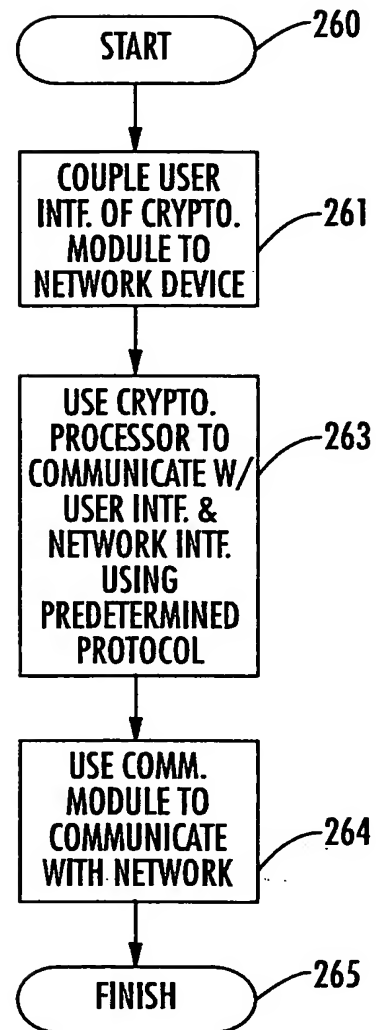 START
260
COUPLE USER
INTF. OF CRYPTO.
MODULE TO
NETWORK DEVICE
261
USE CRYPTO.
PROCESSOR TO
COMMUNICATE W/
USER INTF. &
NETWORK INTF.
USING
PREDETERMINED
PROTOCOL
263
USE COMM.
MODULE TO
COMMUNICATE
WITH NETWORK
264
FINISH
265